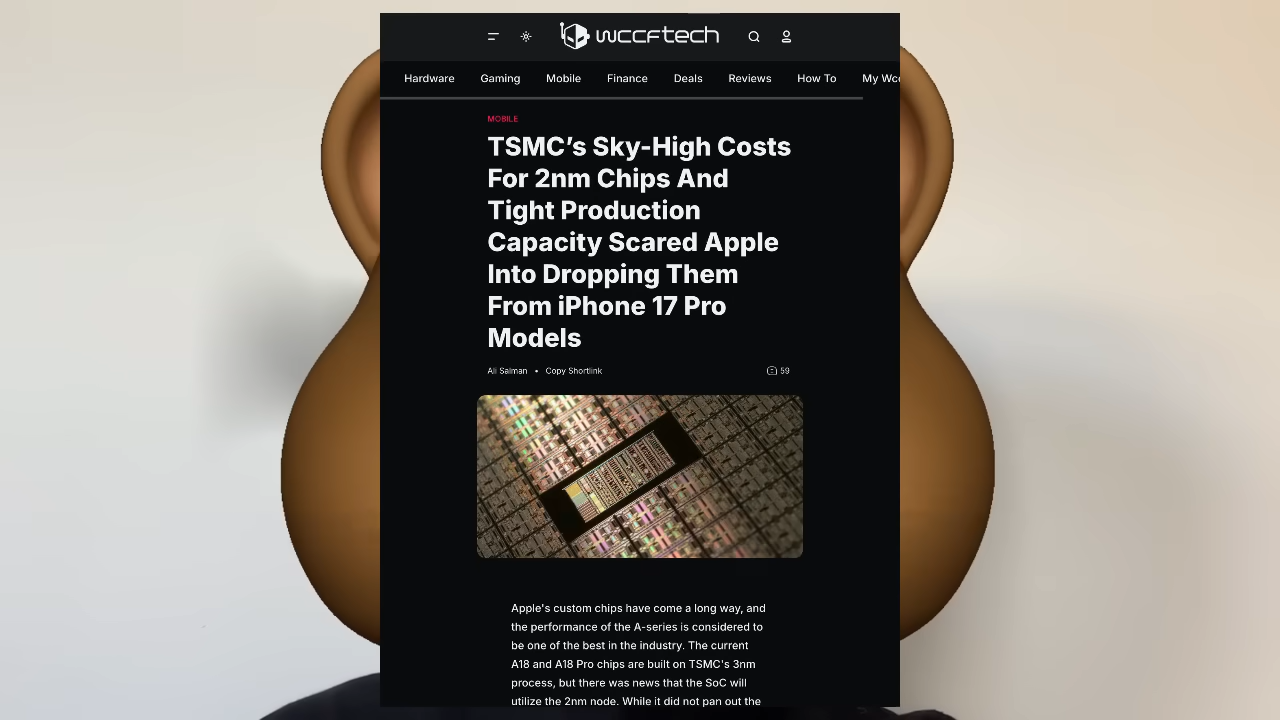 wccftech
Hardware Gaming Mobile Finance Deals Reviews How To My Wcc
MOBILE
TSMC’s Sky-High Costs
For 2nm Chips And
Tight Production
Capacity Scared Apple
Into Dropping Them
From iPhone 17 Pro
Models
Ali Salman • Copy Shortlink 59
Apple's custom chips have come a long way, and
the performance of the A-series is considered to
be one of the best in the industry. The current
A18 and A18 Pro chips are built on TSMC's 3nm
process, but there was news that the SoC will
utilize the 2nm node. While it did not pan out the